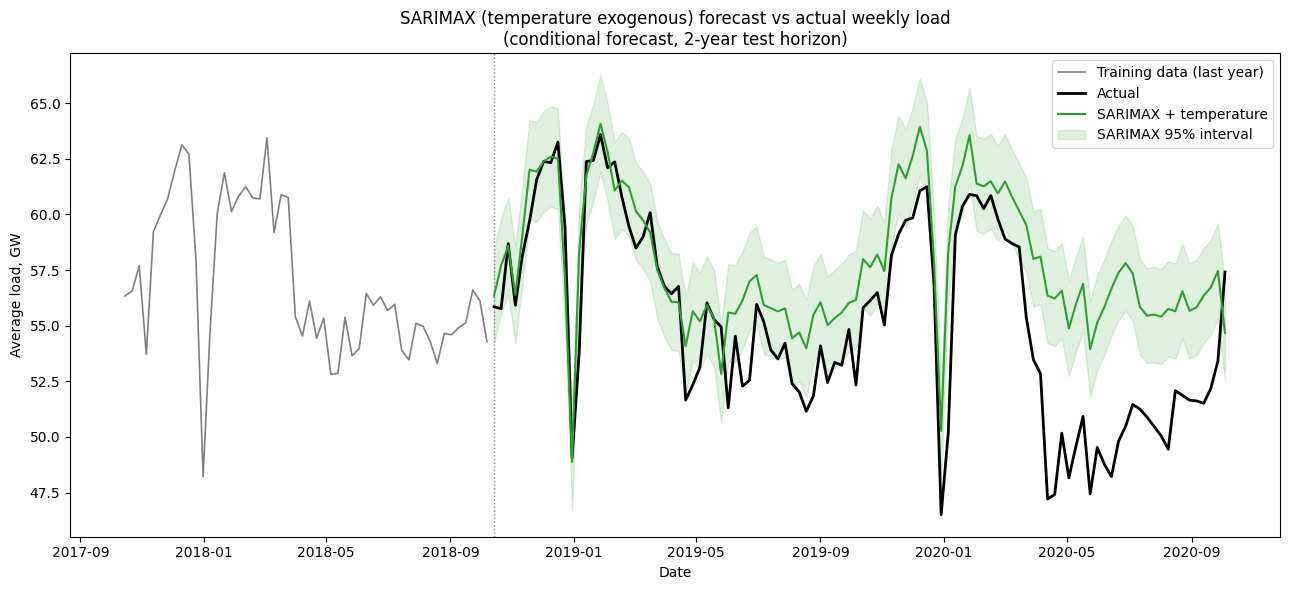 SARIMAX (temperature exogenous) forecast vs actual weekly load
(conditional forecast, 2-year test horizon)
Training data (last year)
Actual
SARIMAX + temperature
SARIMAX 95% interval
Average load, GW
65.0
62.5
60.0
57.5
55.0
52.5
50.0
47.5
2017-09
2018-01
2018-05
2018-09
2019-01
2019-05
2019-09
2020-01
2020-05
2020-09
Date